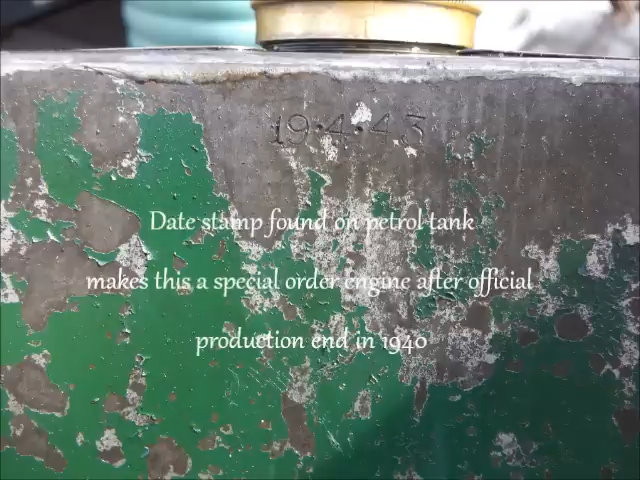 19·4·43
Date stamp found on petrol tank
makes this a special order engine after official
production end in 1940